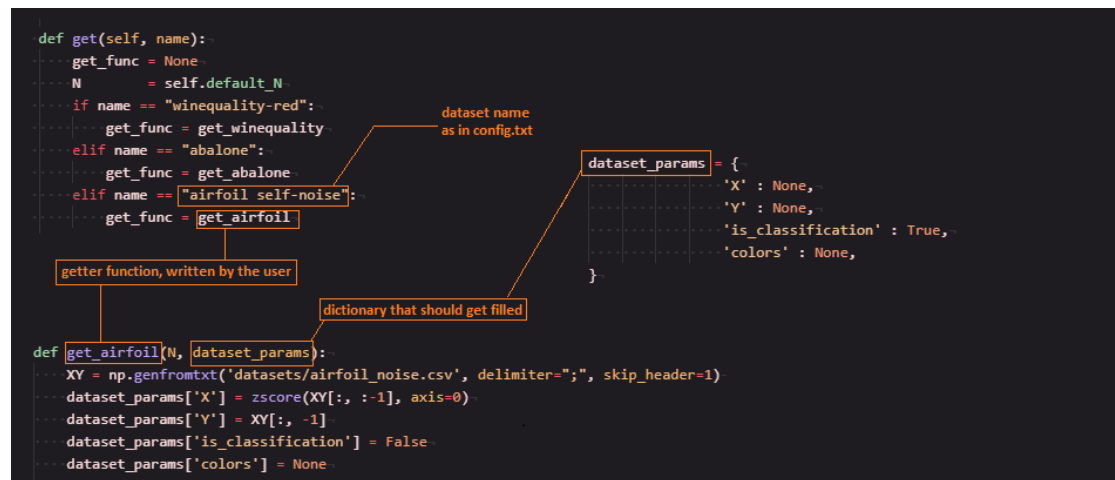 def get(self, name):
get_func = None
N = self.default_N
if name == "winequality-red":
get_func = get_winequality
elif name == "abalone":
get_func = get_abalone
elif name == "airfoil self-noise":
get_func = get_airfoil
dataset name
as in config.txt
dataset_params = {
'X' : None,
'Y' : None,
'is_classification' : True,
'colors' : None,
}
getter function, written by the user
dictionary that should get filled
def get_airfoil(N, dataset_params):
XY = np.genfromtxt('datasets/airfoil_noise.csv', delimiter=";", skip_header=1)
dataset_params['X'] = zscore(XY[:, :-1], axis=0)
dataset_params['Y'] = XY[:, -1]
dataset_params['is_classification'] = False
dataset_params['colors'] = None